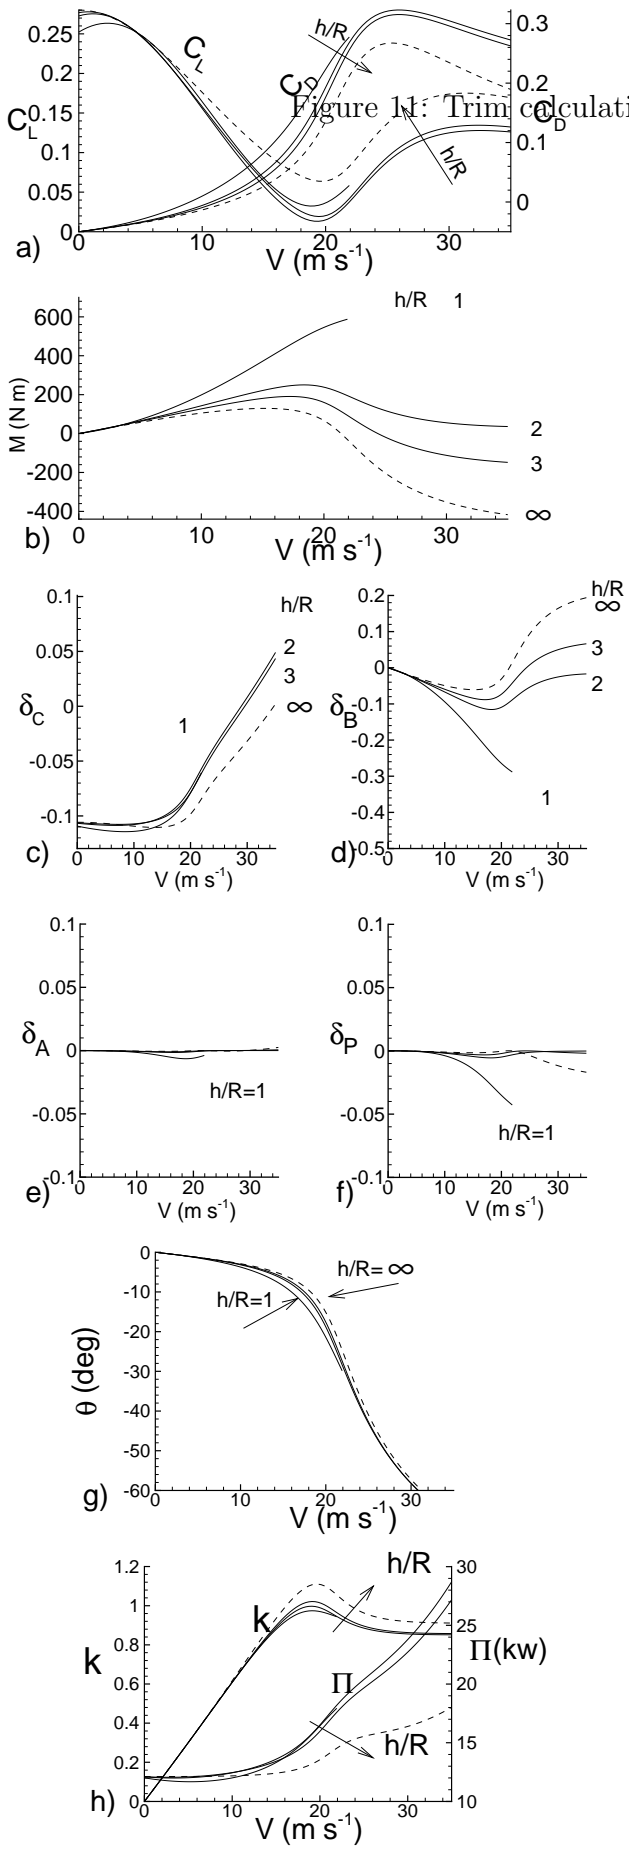 0.25
0.2
0.15
0.1
0.05
0
C_L
C_L
C_D
h/R
h/R
0.3
0.2
0.1
0
C_D
Figure 11: Trim calculati
0 10 20 30
a)
V (m s^-1)
h/R 1
600
400
200
0
-200
-400
M (N m)
2
3
∞
0 10 20 30
b)
V (m s^-1)
0.1
0.05
0
-0.05
-0.1
δ_C
h/R
2
3
∞
1
0 10 20 30
c)
V (m s^-1)
0.2
0.1
0
-0.1
-0.2
-0.3
-0.4
-0.5
δ_B
h/R
∞
3
2
1
0 10 20 30
d)
V (m s^-1)
0.1
0.05
0
-0.05
-0.1
δ_A
h/R=1
0 10 20 30
e)
V (m s^-1)
0.1
0.05
0
-0.05
-0.1
δ_P
h/R=1
0 10 20 30
f)
V (m s^-1)
0
-10
-20
-30
-40
-50
-60
θ (deg)
h/R=∞
h/R=1
0 10 20 30
g)
V (m s^-1)
1.2
1
0.8
0.6
0.4
0.2
0
k
k
h/R
Π
h/R
30
25
20
15
10
Π(kw)
0 10 20 30
h)
V (m s^-1)